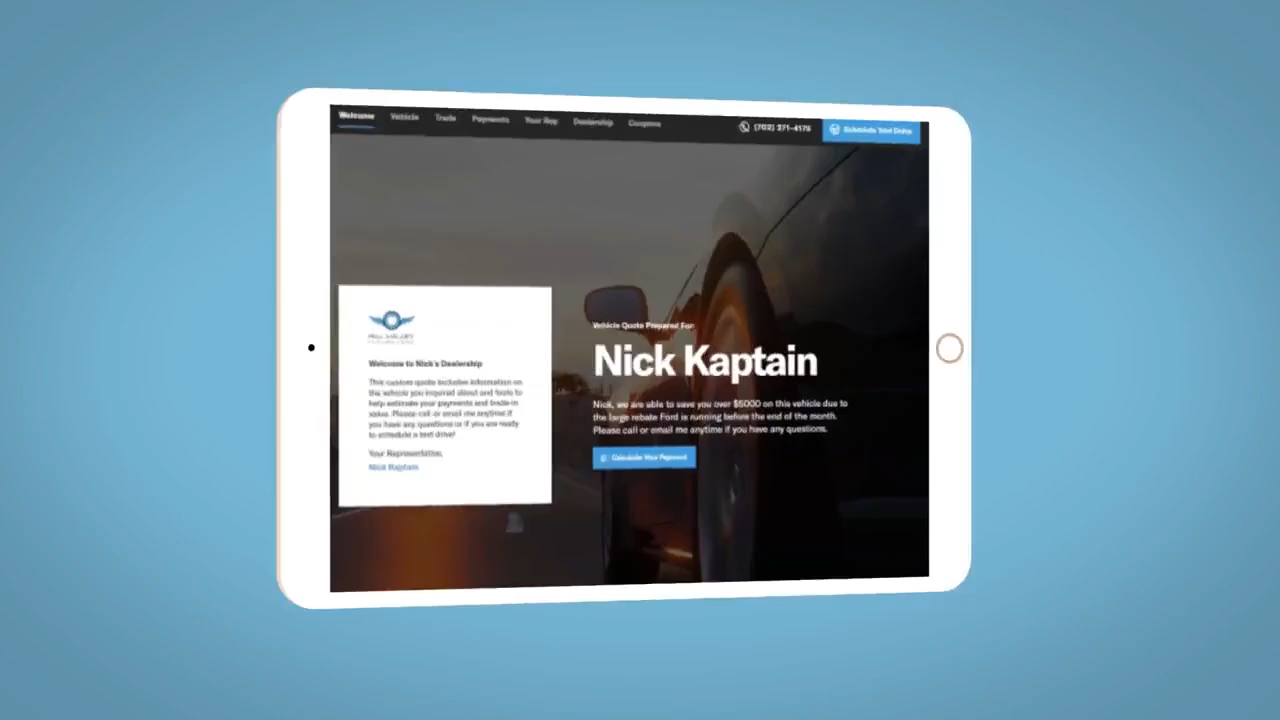 Welcome Vehicle Trade Payments Your Rep Dealership Coupons (702) 271-4175 Schedule Test Drive
Vehicle Quote Prepared For:
Nick Kaptain
Nick, we are able to save you over $5000 on this vehicle due to
the large rebate Ford is running before the end of the month.
Please call or email me anytime if you have any questions.
Calculate Your Payment
Welcome to Nick's Dealership
This custom quote includes information on
the vehicle you inquired about and tools to
help estimate your payments and trade-in
value. Please call or email me anytime if
you have any questions or if you are ready
to schedule a test drive!
Your Representative,
Nick Kaptain